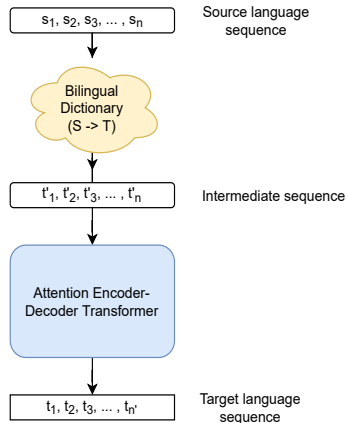 s1, s2, s3, ... , sn
Source language
sequence
Bilingual
Dictionary
(S -> T)
t'1, t'2, t'3, ... , t'n
Intermediate sequence
Attention Encoder-
Decoder Transformer
t1, t2, t3, ... , tn'
Target language
sequence